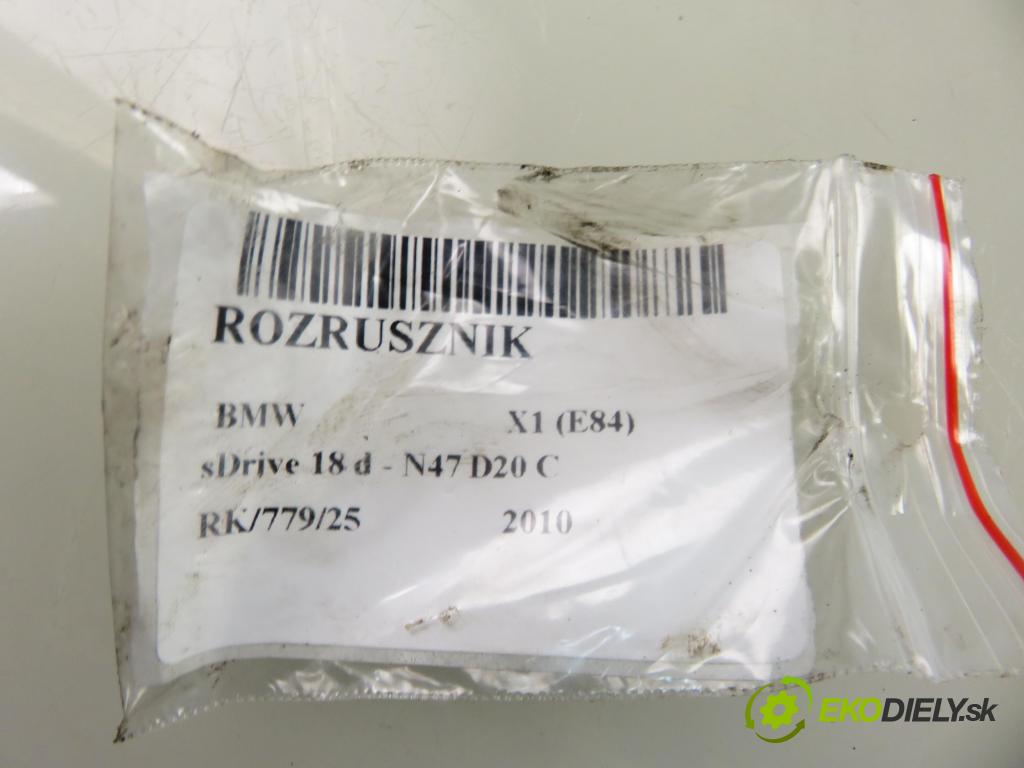 ROZRUSZNIK
BMW X1 (E84)
sDrive 18 d - N47 D20 C
RK/779/25 2010
EKODIELY.sk